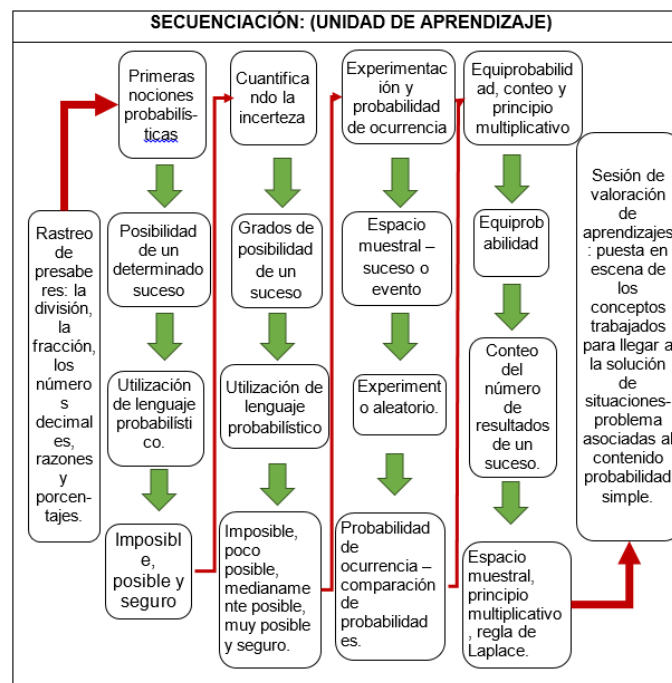 SECUENCIACIÓN: (UNIDAD DE APRENDIZAJE)
Rastreo
de
presabe
res: la
división,
la
fracción,
los
número
s
decimal
es,
razones
y
porcen-
tajes.
Primeras
nociones
probabilís-
ticas
Posibilidad
de un
determinado
suceso
Utilización de
lenguaje
probabilísti
co.
Imposibl
e,
posible y
seguro
Cuantifica
ndo la
incerteza
Grados de
posibilidad
de un
suceso
Utilización de
lenguaje
probabilístico
Imposible,
poco
posible,
medianame
nte posible,
muy posible
y seguro.
Experimentac
ión y
probabilidad
de ocurrencia
Espacio
muestral –
suceso o
evento
Experiment
o aleatorio.
Probabilidad
de
ocurrencia –
comparación
de
probabilidad
es.
Equiprobabilid
ad, conteo y
principio
multiplicativo
Equiprob
abilidad
Conteo
del
número
de
resultados
de un
suceso.
Espacio
muestral,
principio
multiplicativo
, regla de
Laplace.
Sesión de
valoración
de
aprendizajes
: puesta en
escena de
los
conceptos
trabajados
para llegar a
la solución
de
situaciones-
problema
asociadas al
contenido
probabilidad
simple.